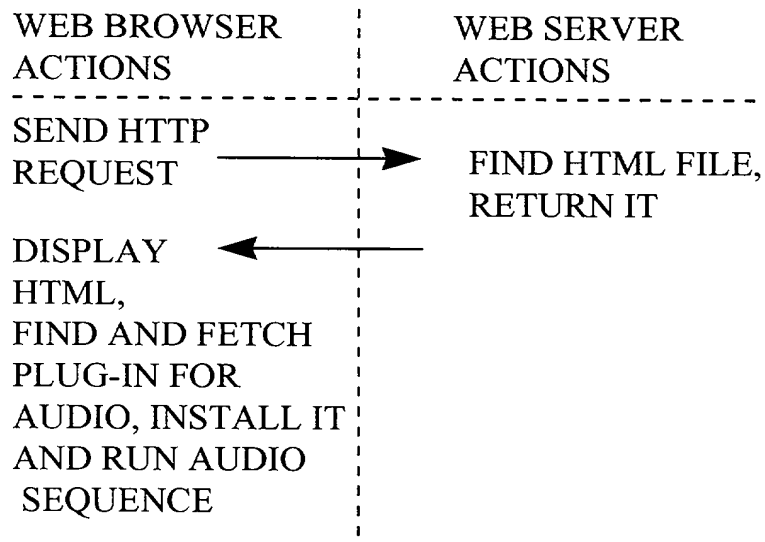 WEB BROWSER
ACTIONS
WEB SERVER
ACTIONS
SEND HTTP
REQUEST
FIND HTML FILE,
RETURN IT
DISPLAY
HTML,
FIND AND FETCH
PLUG-IN FOR
AUDIO, INSTALL IT
AND RUN AUDIO
SEQUENCE